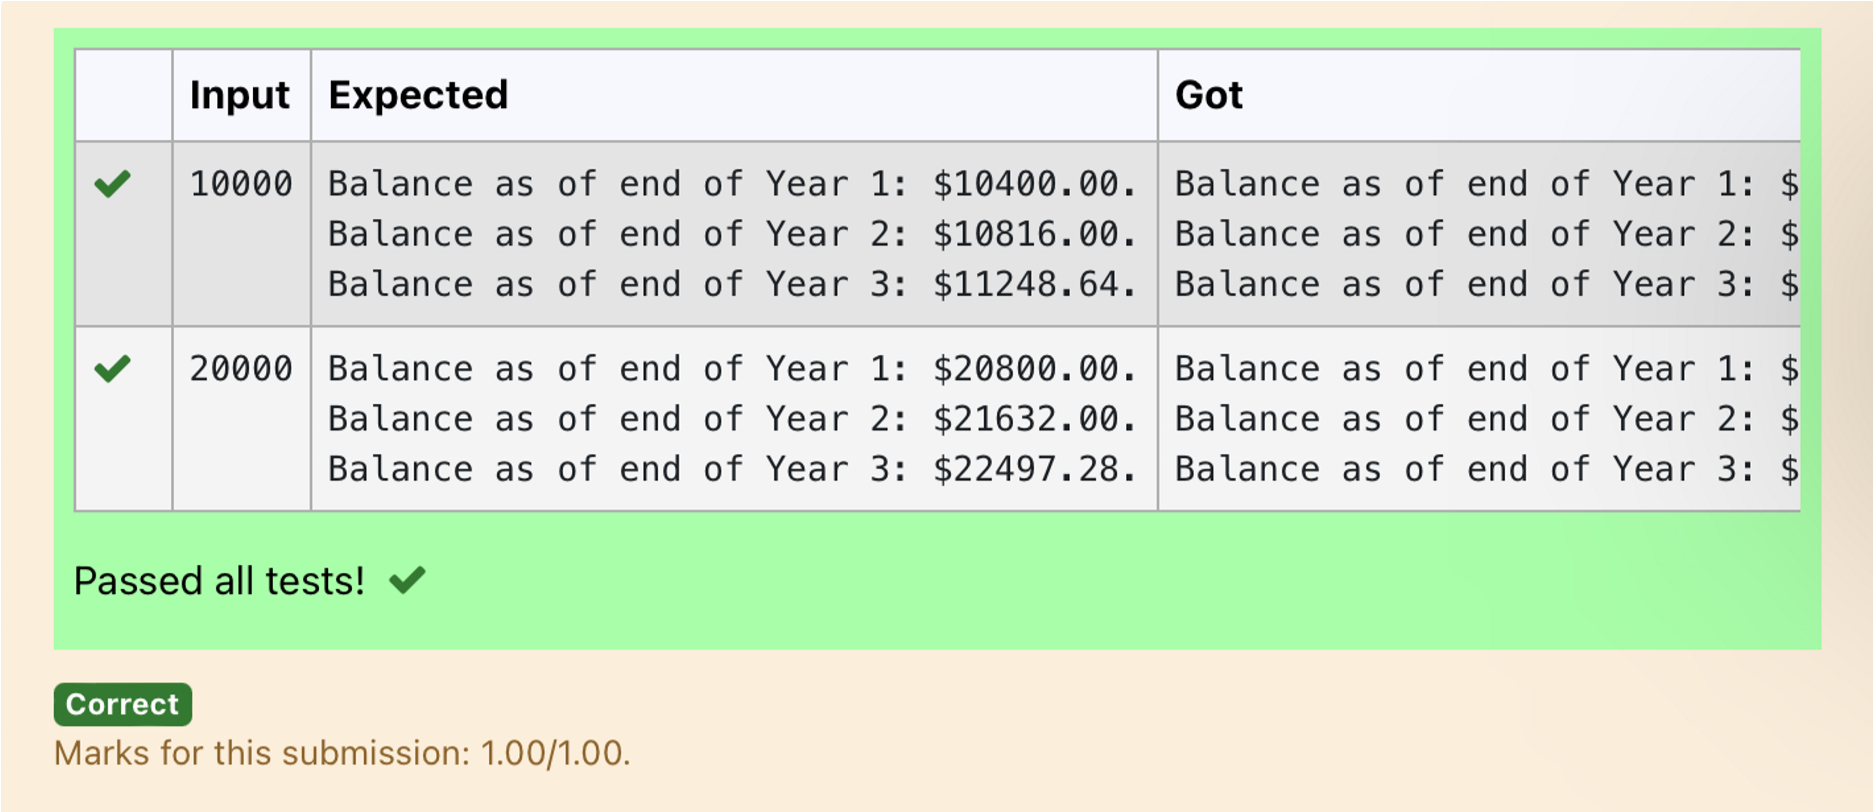 Input Expected Got
10000 Balance as of end of Year 1: $10400.00. Balance as of end of Year 1: $
Balance as of end of Year 2: $10816.00. Balance as of end of Year 2: $
Balance as of end of Year 3: $11248.64. Balance as of end of Year 3: $
20000 Balance as of end of Year 1: $20800.00. Balance as of end of Year 1: $
Balance as of end of Year 2: $21632.00. Balance as of end of Year 2: $
Balance as of end of Year 3: $22497.28. Balance as of end of Year 3: $
Passed all tests!
Correct
Marks for this submission: 1.00/1.00.